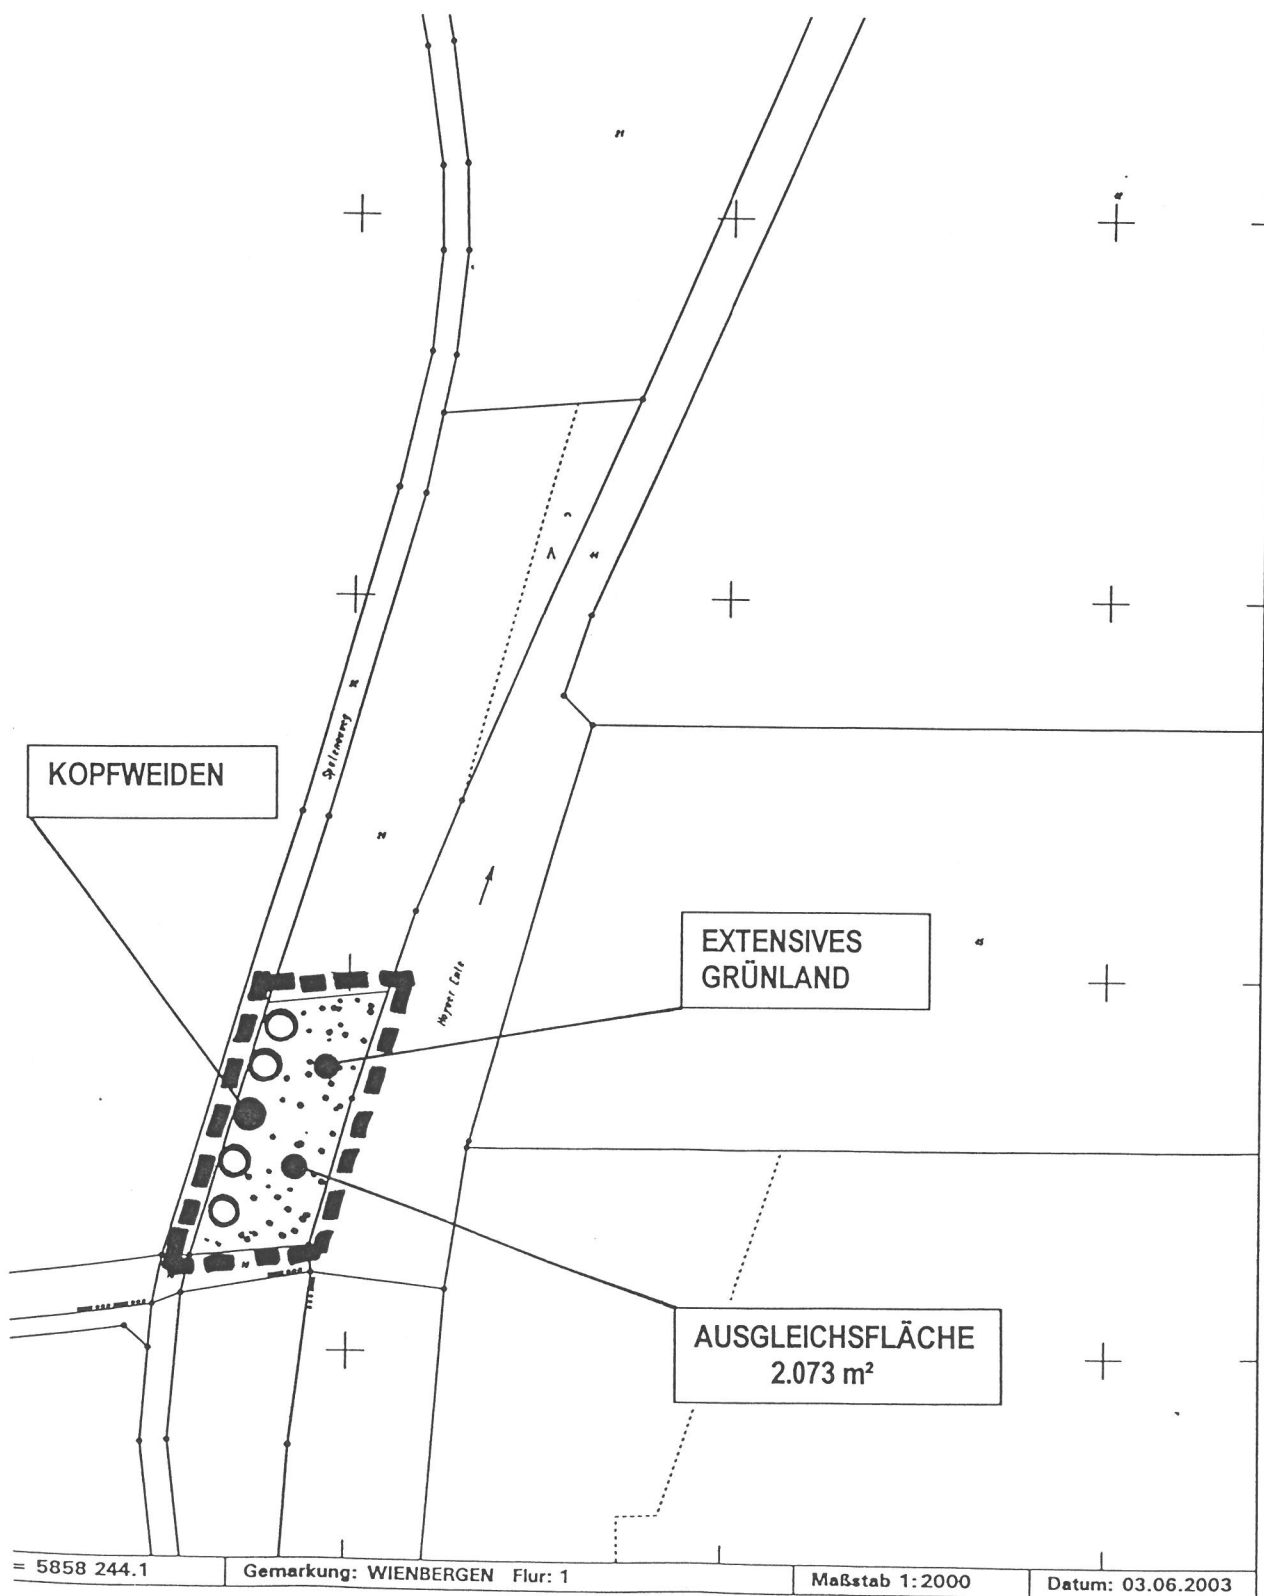 KOPFWEIDEN
EXTENSIVES
GRÜNLAND
AUSGLEICHSFLÄCHE
2.073 m²
= 5858 244.1
Gemarkung: WIENBERGEN Flur: 1
Maßstab 1:2000
Datum: 03.06.2003